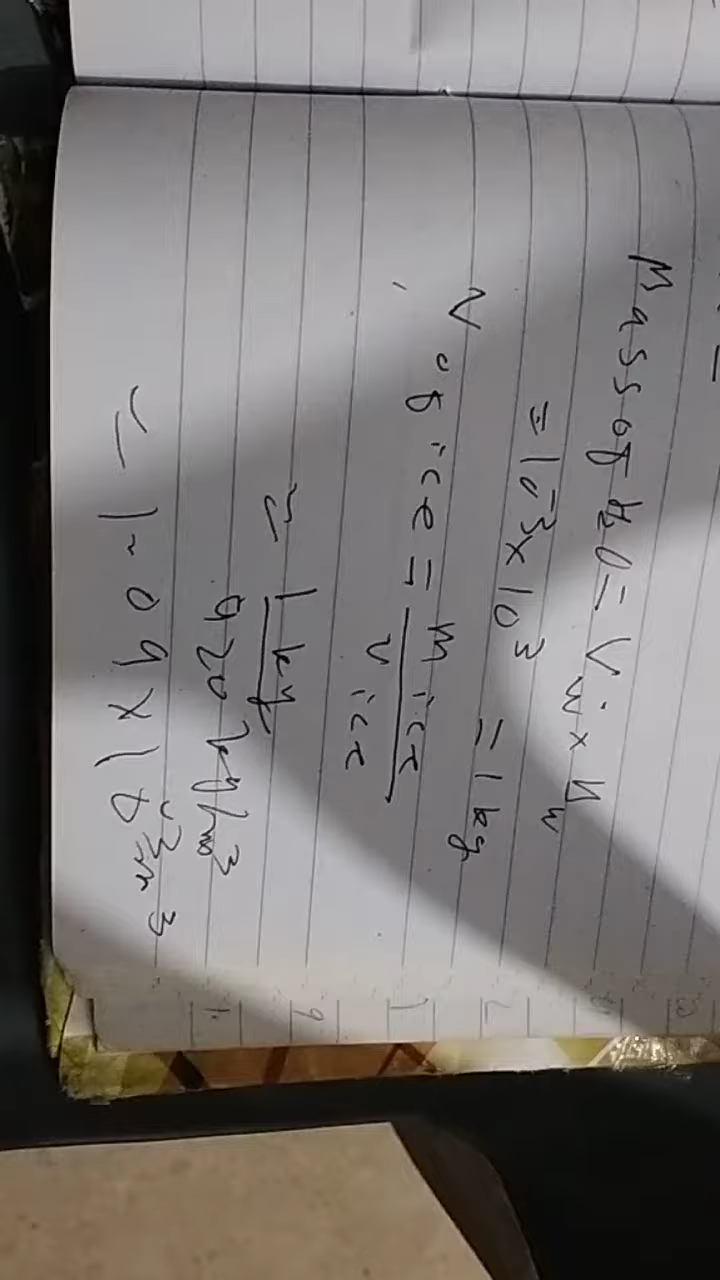 Mass of H₂O = Vw × ρw
= 10⁻³ × 10³ = 1 kg
V of ice = m ice / v ice
= 1 kg / 920 kg/m³
= 1.09 × 10⁻³ m³